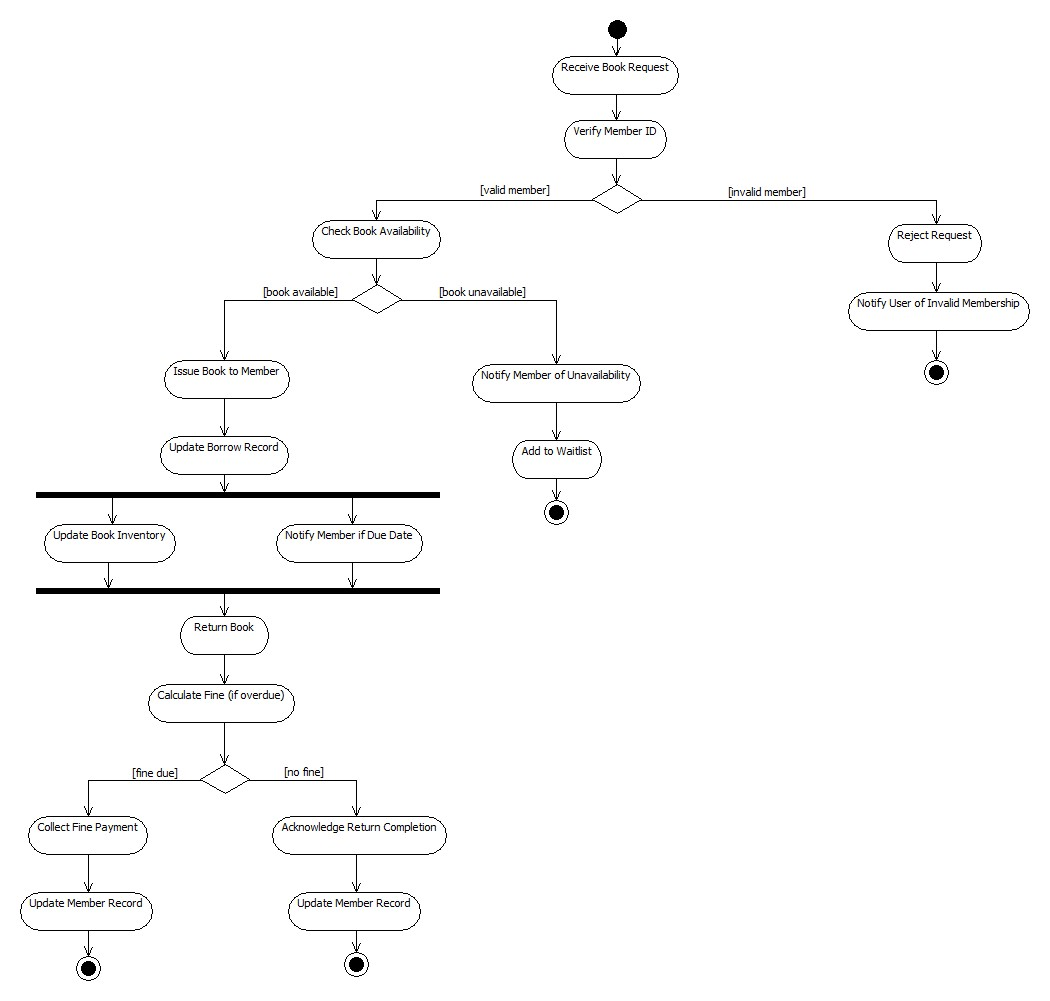 Receive Book Request
Verify Member ID
[valid member]
[invalid member]
Check Book Availability
Reject Request
[book available]
[book unavailable]
Notify User of Invalid Membership
Issue Book to Member
Notify Member of Unavailability
Update Borrow Record
Add to Waitlist
Update Book Inventory
Notify Member if Due Date
Return Book
Calculate Fine (if overdue)
[fine due]
[no fine]
Collect Fine Payment
Acknowledge Return Completion
Update Member Record
Update Member Record